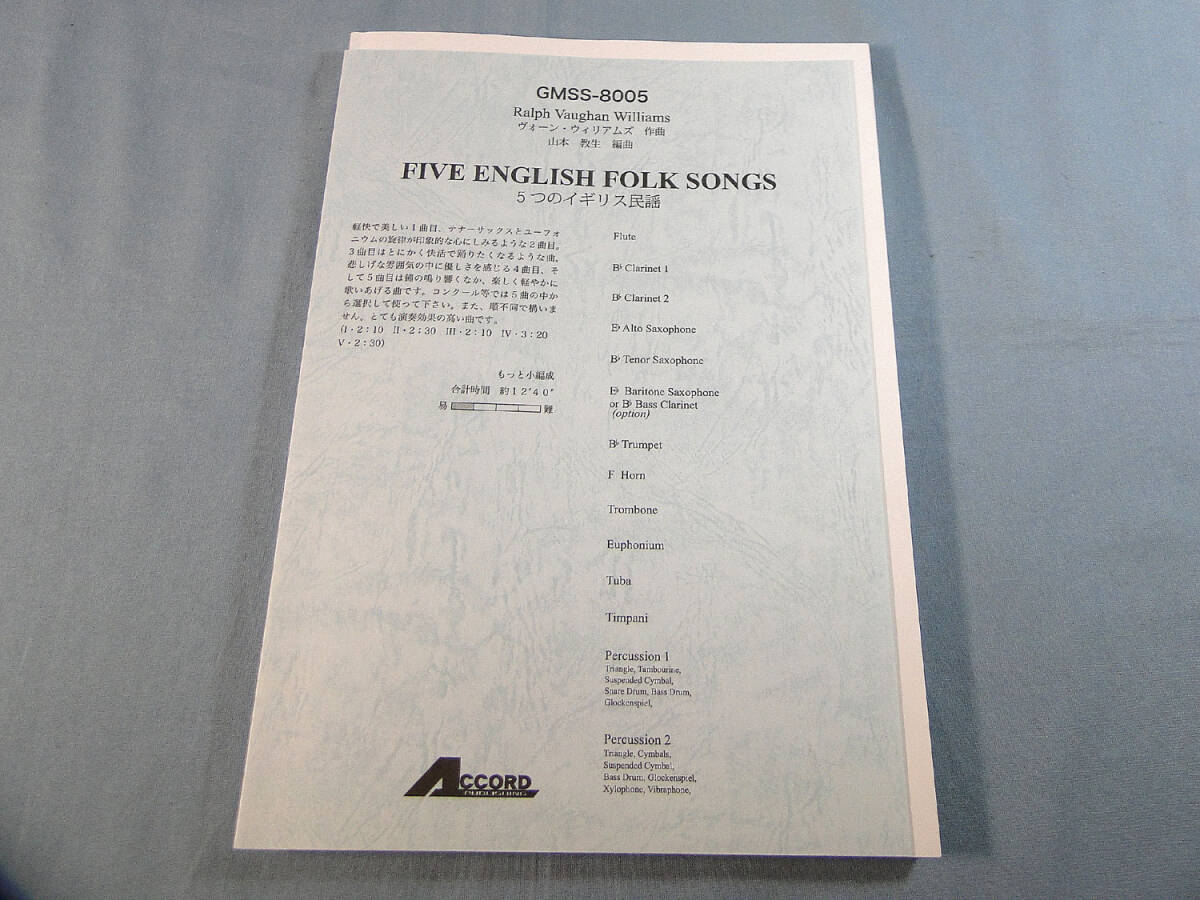 GMSS-8005
Ralph Vaughan Williams
ヴォーン・ウィリアムズ 作曲
山本 教生 編曲
FIVE ENGLISH FOLK SONGS
5つのイギリス民謡
軽快で美しい1曲目、テナーサックスとユーフォ
ニウムの旋律が印象的な心にしみるような2曲目。
3曲目はとにかく快活で踊りたくなるような曲。
悲しげな雰囲気の中に優しさを感じる4曲目、そ
して5曲目は鐘の鳴り響くなか、楽しく軽やかに
歌いあげる曲です。コンクール等では5曲の中か
ら選択して使って下さい。また、順不同で構いま
せん。とても演奏効果の高い曲です。
(I・2:10 II・2:30 III・2:10 IV・3:20
V・2:30)
もっと小編成
合計時間 約12'40"
易 難
Flute
B♭ Clarinet 1
B♭ Clarinet 2
E♭ Alto Saxophone
B♭ Tenor Saxophone
E♭ Baritone Saxophone
or B♭ Bass Clarinet
(option)
B♭ Trumpet
F Horn
Trombone
Euphonium
Tuba
Timpani
Percussion 1
Triangle, Tambourine,
Suspended Cymbal,
Snare Drum, Bass Drum,
Glockenspiel,
Percussion 2
Triangle, Cymbals,
Suspended Cymbal,
Bass Drum, Glockenspiel,
Xylophone, Vibraphone,
ACCORD
PUBLISHING